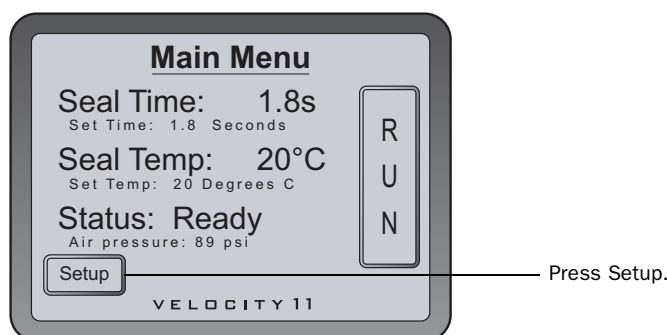 Main Menu
Seal Time: 1.8s
Set Time: 1.8 Seconds
Seal Temp: 20°C
Set Temp: 20 Degrees C
Status: Ready
Air pressure: 89 psi
RUN
Setup
Press Setup.
VELOCITY 11